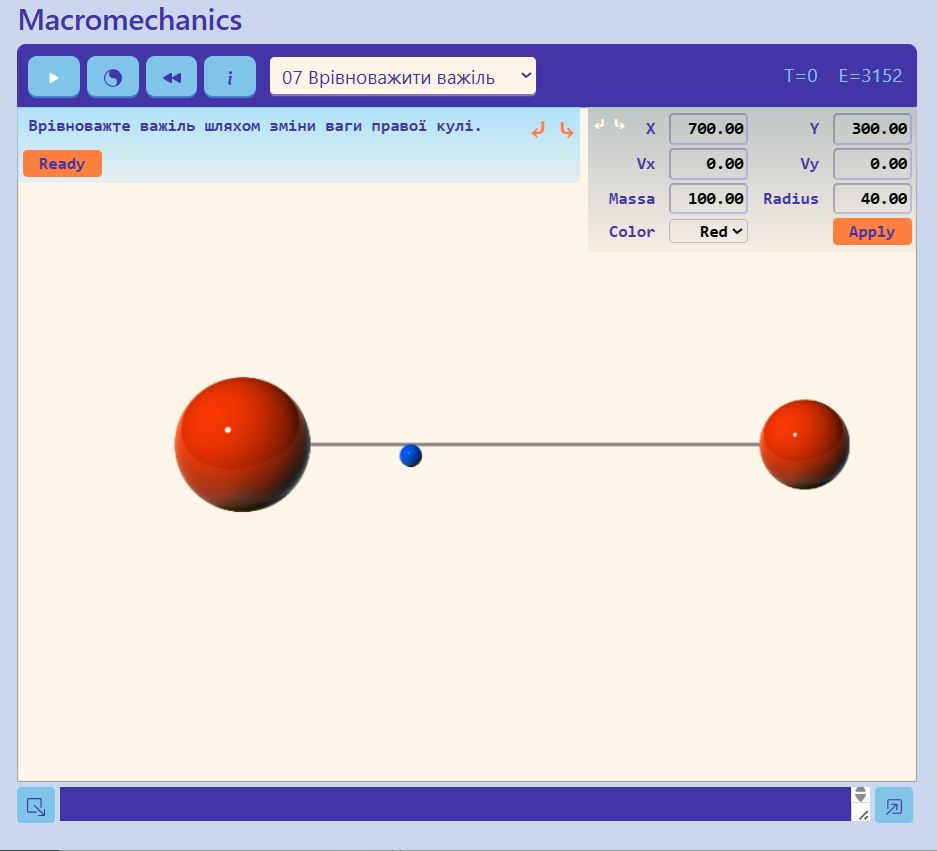 Macromechanics
i 07 Врівноважити важіль T=0 E=3152
Врівноважте важіль шляхом зміни ваги правої кулі.
Ready
X 700.00 Y 300.00
Vx 0.00 Vy 0.00
Massa 100.00 Radius 40.00
Color Red Apply